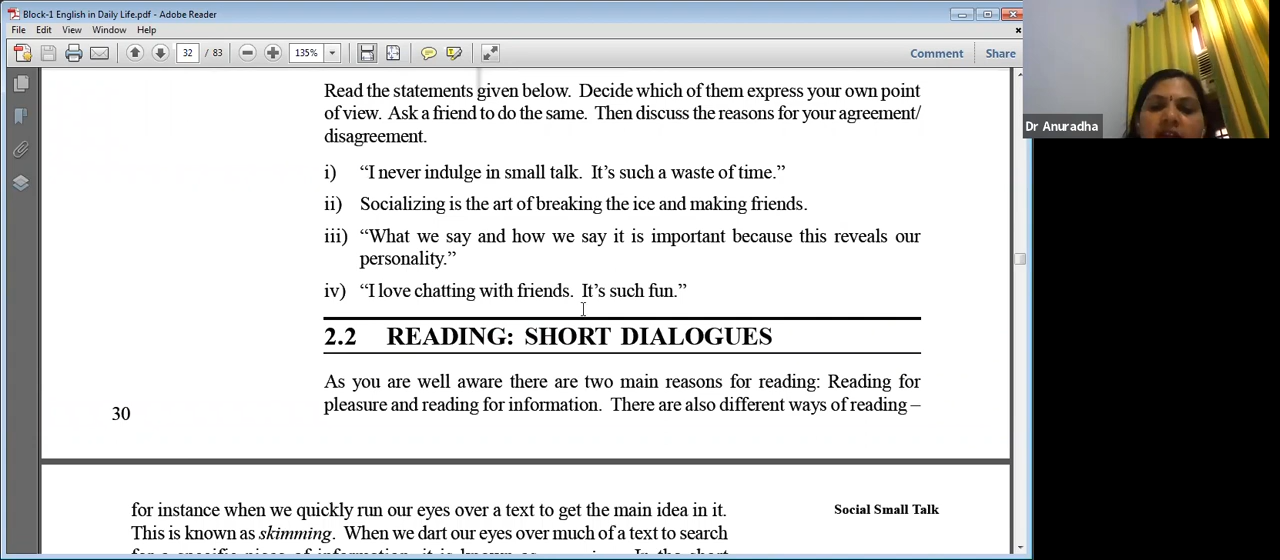 Block-1 English in Daily Life.pdf - Adobe Reader
File Edit View Window Help
32 / 83 135% Comment Share
Read the statements given below. Decide which of them express your own point
of view. Ask a friend to do the same. Then discuss the reasons for your agreement/
disagreement.
i) “I never indulge in small talk. It’s such a waste of time.”
ii) Socializing is the art of breaking the ice and making friends.
iii) “What we say and how we say it is important because this reveals our
personality.”
iv) “I love chatting with friends. It’s such fun.”
2.2 READING: SHORT DIALOGUES
As you are well aware there are two main reasons for reading: Reading for
pleasure and reading for information. There are also different ways of reading –
30
for instance when we quickly run our eyes over a text to get the main idea in it.
This is known as skimming. When we dart our eyes over much of a text to search
Social Small Talk
Dr Anuradha